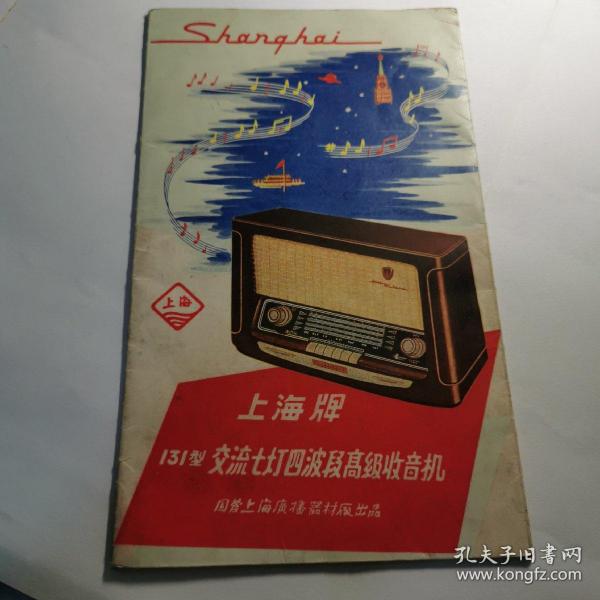 Shanghai
上海
上海牌
131型 交流七灯四波段高级收音机
国营上海广播器材厂出品
孔夫子旧书网
www.kongfz.com